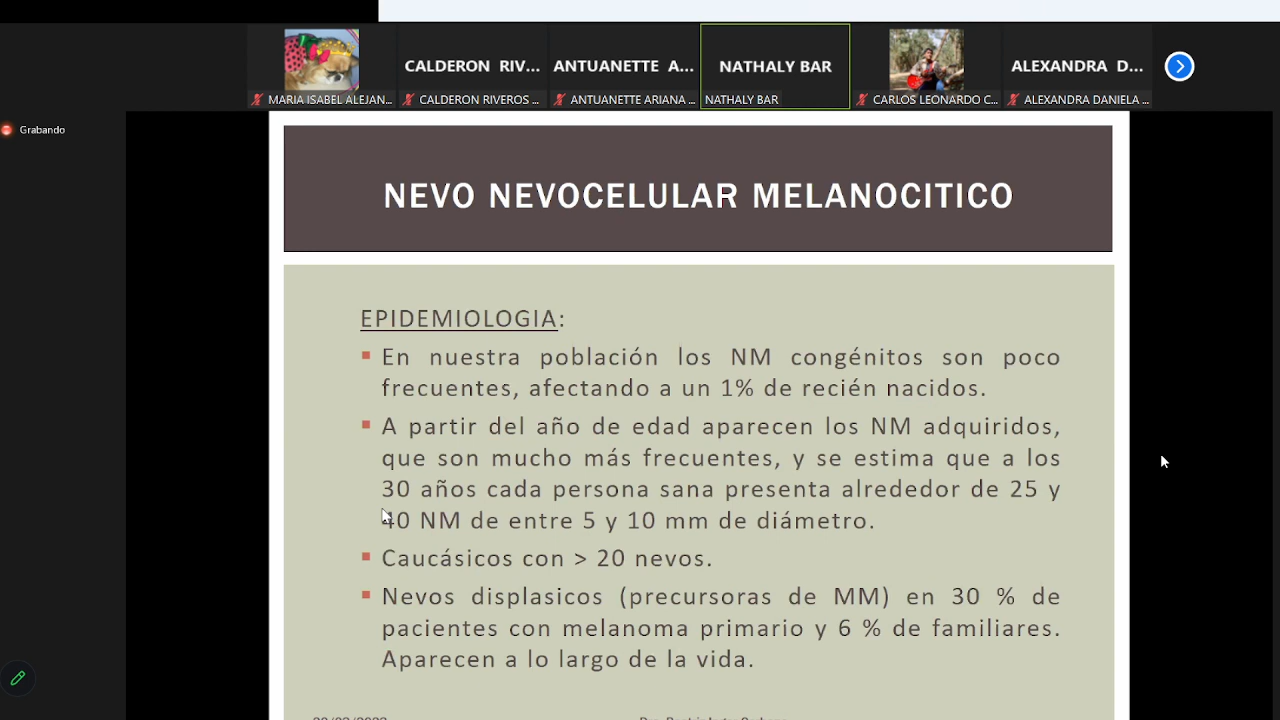 CALDERON RIV...
ANTUANETTE A...
NATHALY BAR
ALEXANDRA D...
MARIA ISABEL ALEJAN...
CALDERON RIVEROS ...
ANTUANETTE ARIANA ...
NATHALY BAR
CARLOS LEONARDO C...
ALEXANDRA DANIELA ...
Grabando
NEVO NEVOCELULAR MELANOCITICO
EPIDEMIOLOGIA:
En nuestra población los NM congénitos son poco
frecuentes, afectando a un 1% de recién nacidos.
A partir del año de edad aparecen los NM adquiridos,
que son mucho más frecuentes, y se estima que a los
30 años cada persona sana presenta alrededor de 25 y
40 NM de entre 5 y 10 mm de diámetro.
Caucásicos con > 20 nevos.
Nevos displasicos (precursoras de MM) en 30 % de
pacientes con melanoma primario y 6 % de familiares.
Aparecen a lo largo de la vida.